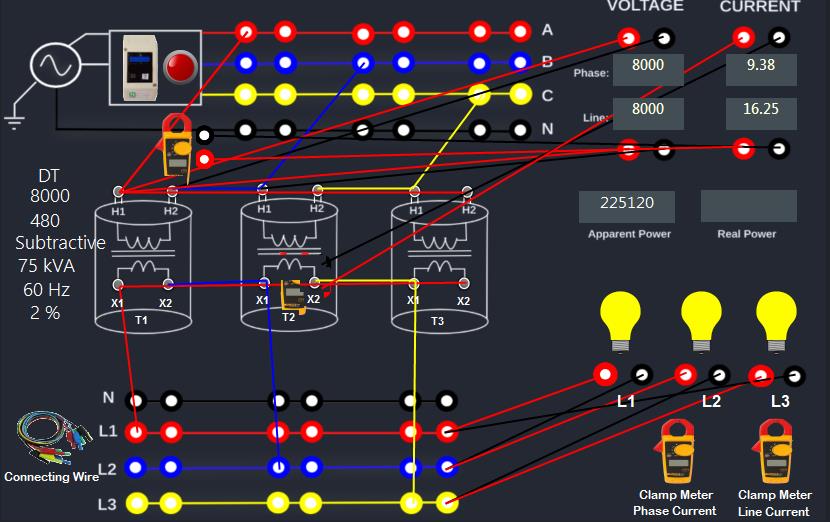 VOLTAGE CURRENT
A
B
C
N
Phase: 8000 9.38
Line: 8000 16.25
DT
8000
480
Subtractive
75 kVA
60 Hz
2 %
H1 H2 H1 H2 H1 H2
225120
Apparent Power Real Power
X1 X2 X1 X2 X1 X2
T1 T2 T3
L1 L2 L3
N
L1
L2
L3
Connecting Wire
Clamp Meter
Phase Current
Clamp Meter
Line Current